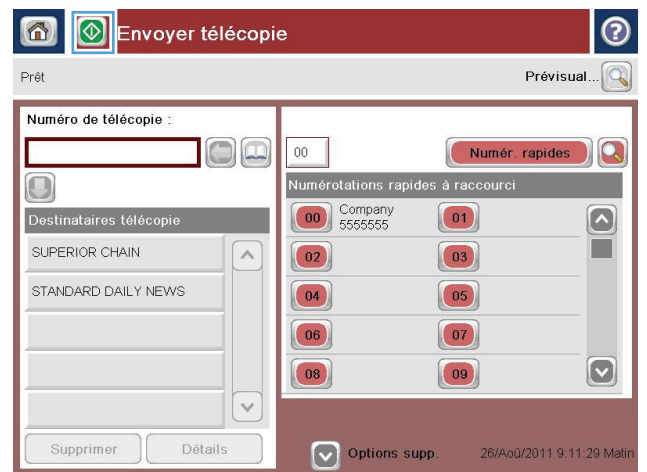 Envoyer télécopie
?
Prêt
Prévisual...
Numéro de télécopie :
00
Numér. rapides
Numérotations rapides à raccourci
Destinataires télécopie
SUPERIOR CHAIN
STANDARD DAILY NEWS
00 Company 01
5555555
02 03
04 05
06 07
08 09
Supprimer Détails
Options supp. 26/Aoû/2011 9:11:29 Matin